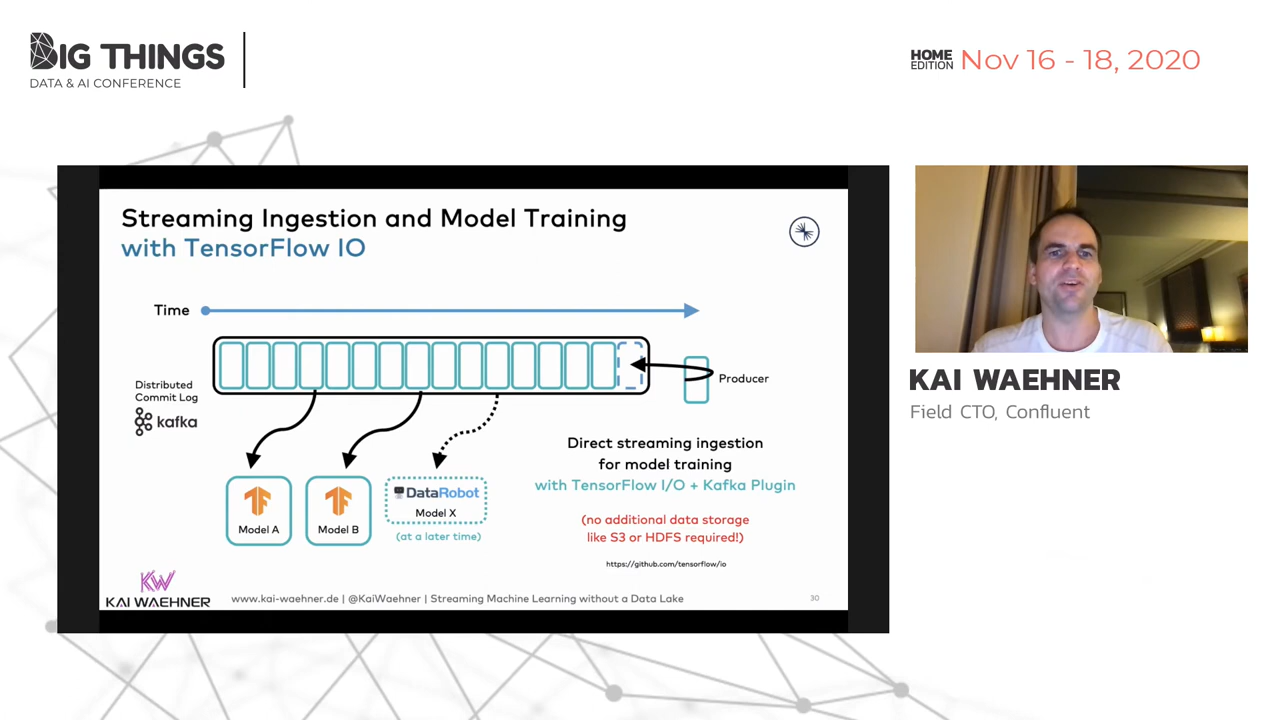 BIG THINGS
DATA & AI CONFERENCE
HOME
EDITION
Nov 16 - 18, 2020
Streaming Ingestion and Model Training
with TensorFlow IO
Time
Distributed
Commit Log
kafka
Producer
Model A
Model B
DataRobot
Model X
(at a later time)
Direct streaming ingestion
for model training
with TensorFlow I/O + Kafka Plugin
(no additional data storage
like S3 or HDFS required!)
https://github.com/tensorflow/io
KW
KAI WAEHNER
www.kai-waehner.de | @KaiWaehner | Streaming Machine Learning without a Data Lake
30
KAI WAEHNER
Field CTO, Confluent